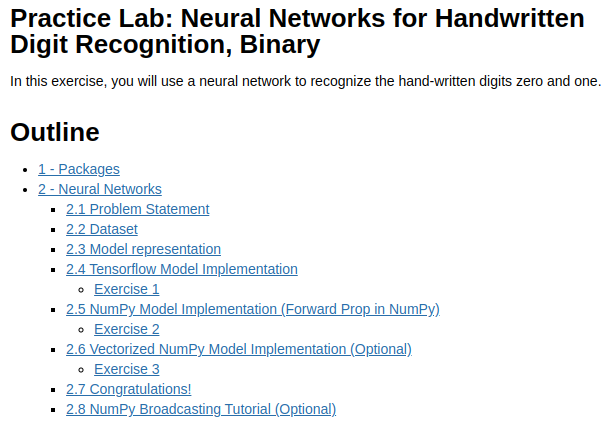 Practice Lab: Neural Networks for Handwritten
Digit Recognition, Binary
In this exercise, you will use a neural network to recognize the hand-written digits zero and one.
Outline
1 - Packages
2 - Neural Networks
2.1 Problem Statement
2.2 Dataset
2.3 Model representation
2.4 Tensorflow Model Implementation
Exercise 1
2.5 NumPy Model Implementation (Forward Prop in NumPy)
Exercise 2
2.6 Vectorized NumPy Model Implementation (Optional)
Exercise 3
2.7 Congratulations!
2.8 NumPy Broadcasting Tutorial (Optional)